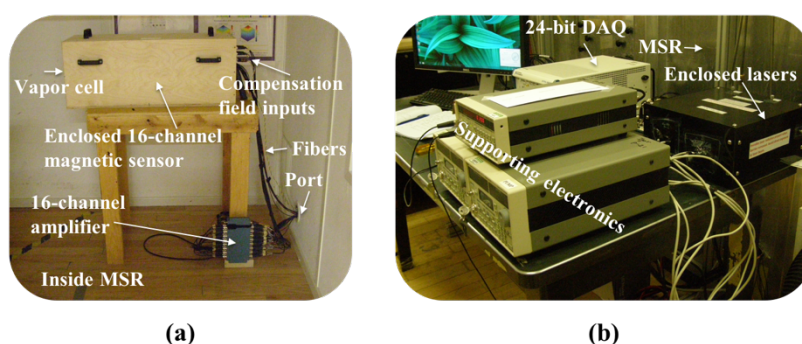 Vapor cell
Compensation
field inputs
Enclosed 16-channel
magnetic sensor
Fibers
Port
16-channel
amplifier
Inside MSR
(a)
24-bit DAQ
MSR
Enclosed lasers
Supporting electronics
(b)